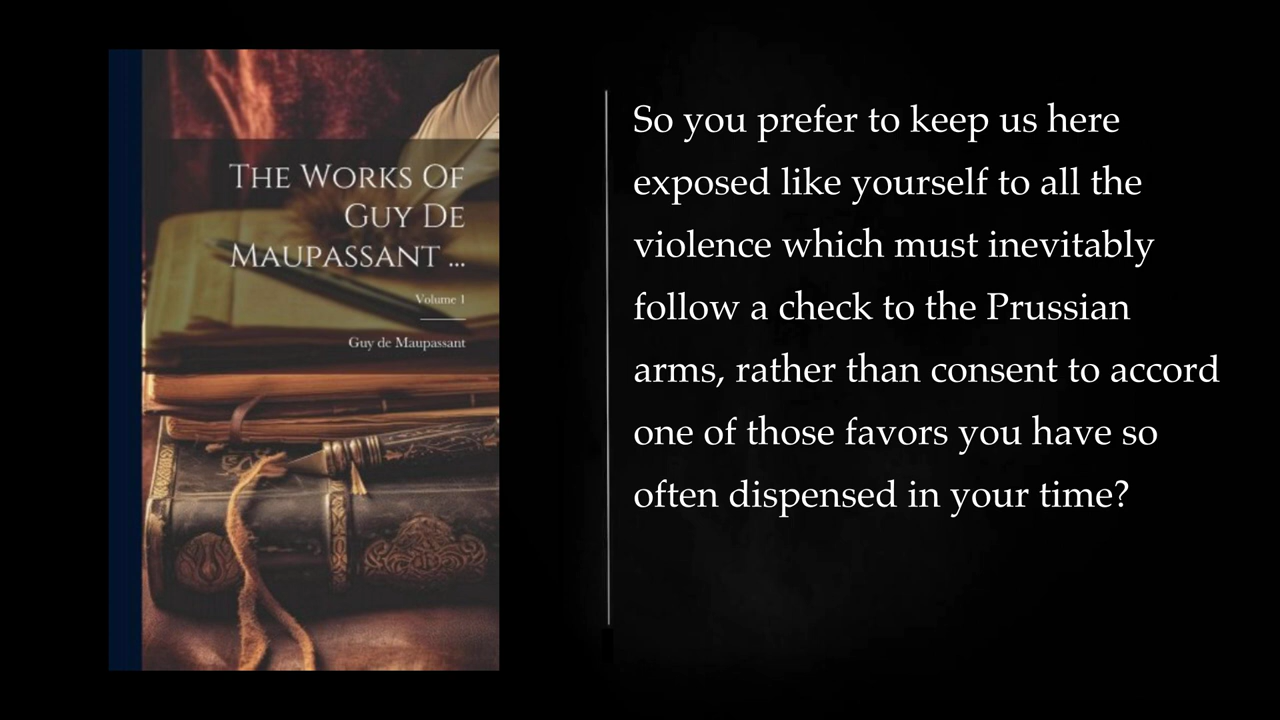 THE WORKS OF
GUY DE
MAUPASSANT ...
Volume 1
Guy de Maupassant
So you prefer to keep us here
exposed like yourself to all the
violence which must inevitably
follow a check to the Prussian
arms, rather than consent to accord
one of those favors you have so
often dispensed in your time?